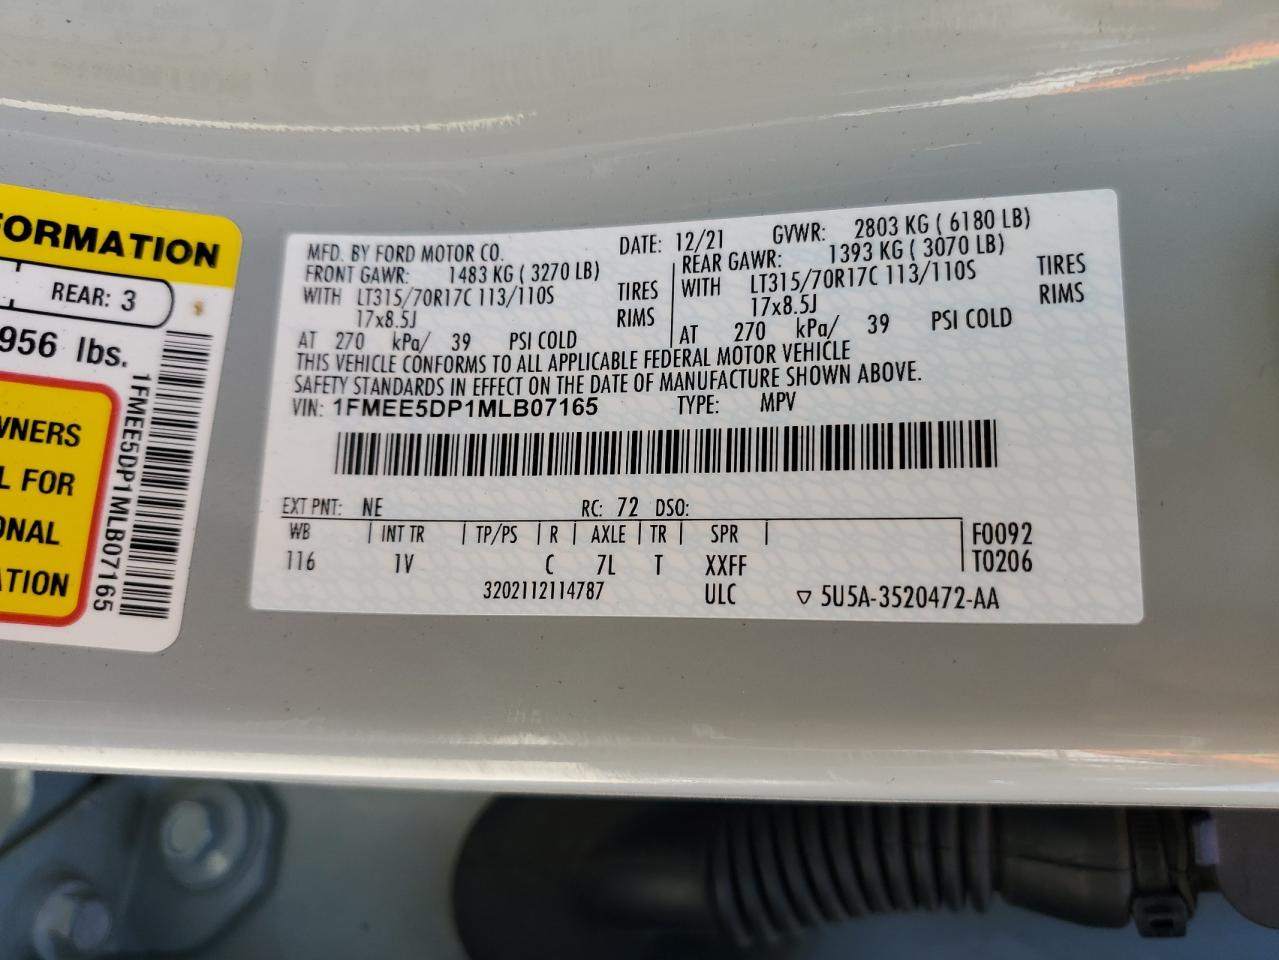 FORMATION
REAR: 3
956 lbs.
WNERS
L FOR
ONAL
ATION
1FMEE5DP1MLB07165
MFD. BY FORD MOTOR CO. DATE: 12/21 GVWR: 2803 KG ( 6180 LB)
FRONT GAWR: 1483 KG ( 3270 LB) REAR GAWR: 1393 KG ( 3070 LB)
WITH LT315/70R17C 113/110S TIRES WITH LT315/70R17C 113/110S TIRES
17x8.5J RIMS 17x8.5J RIMS
AT 270 kPa/ 39 PSI COLD AT 270 kPa/ 39 PSI COLD
THIS VEHICLE CONFORMS TO ALL APPLICABLE FEDERAL MOTOR VEHICLE
SAFETY STANDARDS IN EFFECT ON THE DATE OF MANUFACTURE SHOWN ABOVE.
VIN: 1FMEE5DP1MLB07165 TYPE: MPV
EXT PNT: NE RC: 72 DSO:
WB | INT TR | TP/PS | R | AXLE | TR | SPR | F0092
116 1V C 7L T XXFF T0206
3202112114787 ULC ▽ 5U5A-3520472-AA